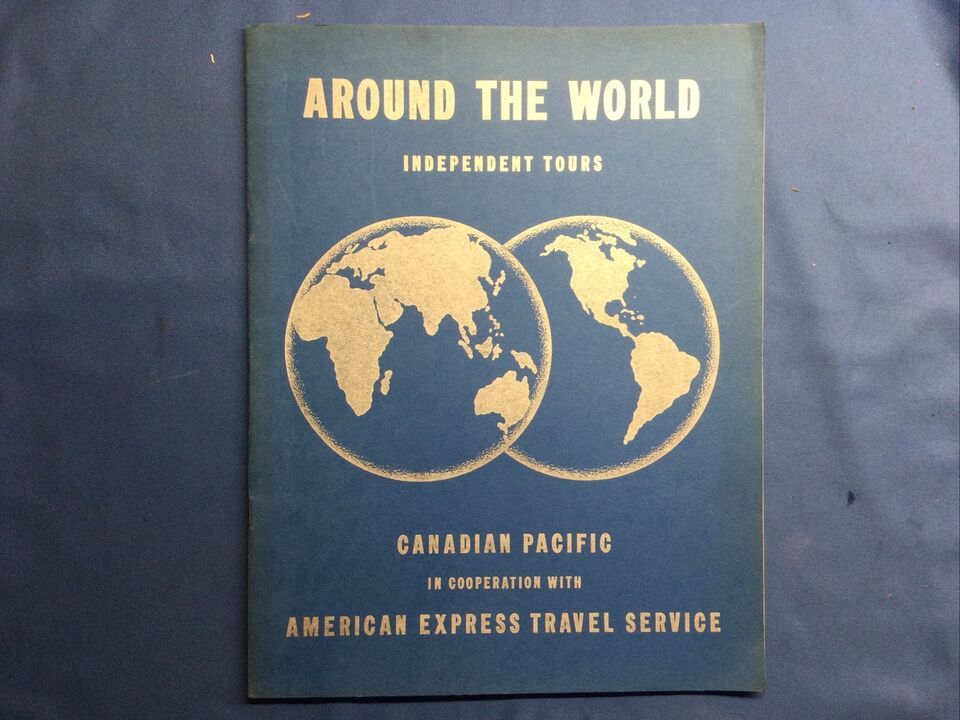 AROUND THE WORLD
INDEPENDENT TOURS
CANADIAN PACIFIC
IN COOPERATION WITH
AMERICAN EXPRESS TRAVEL SERVICE